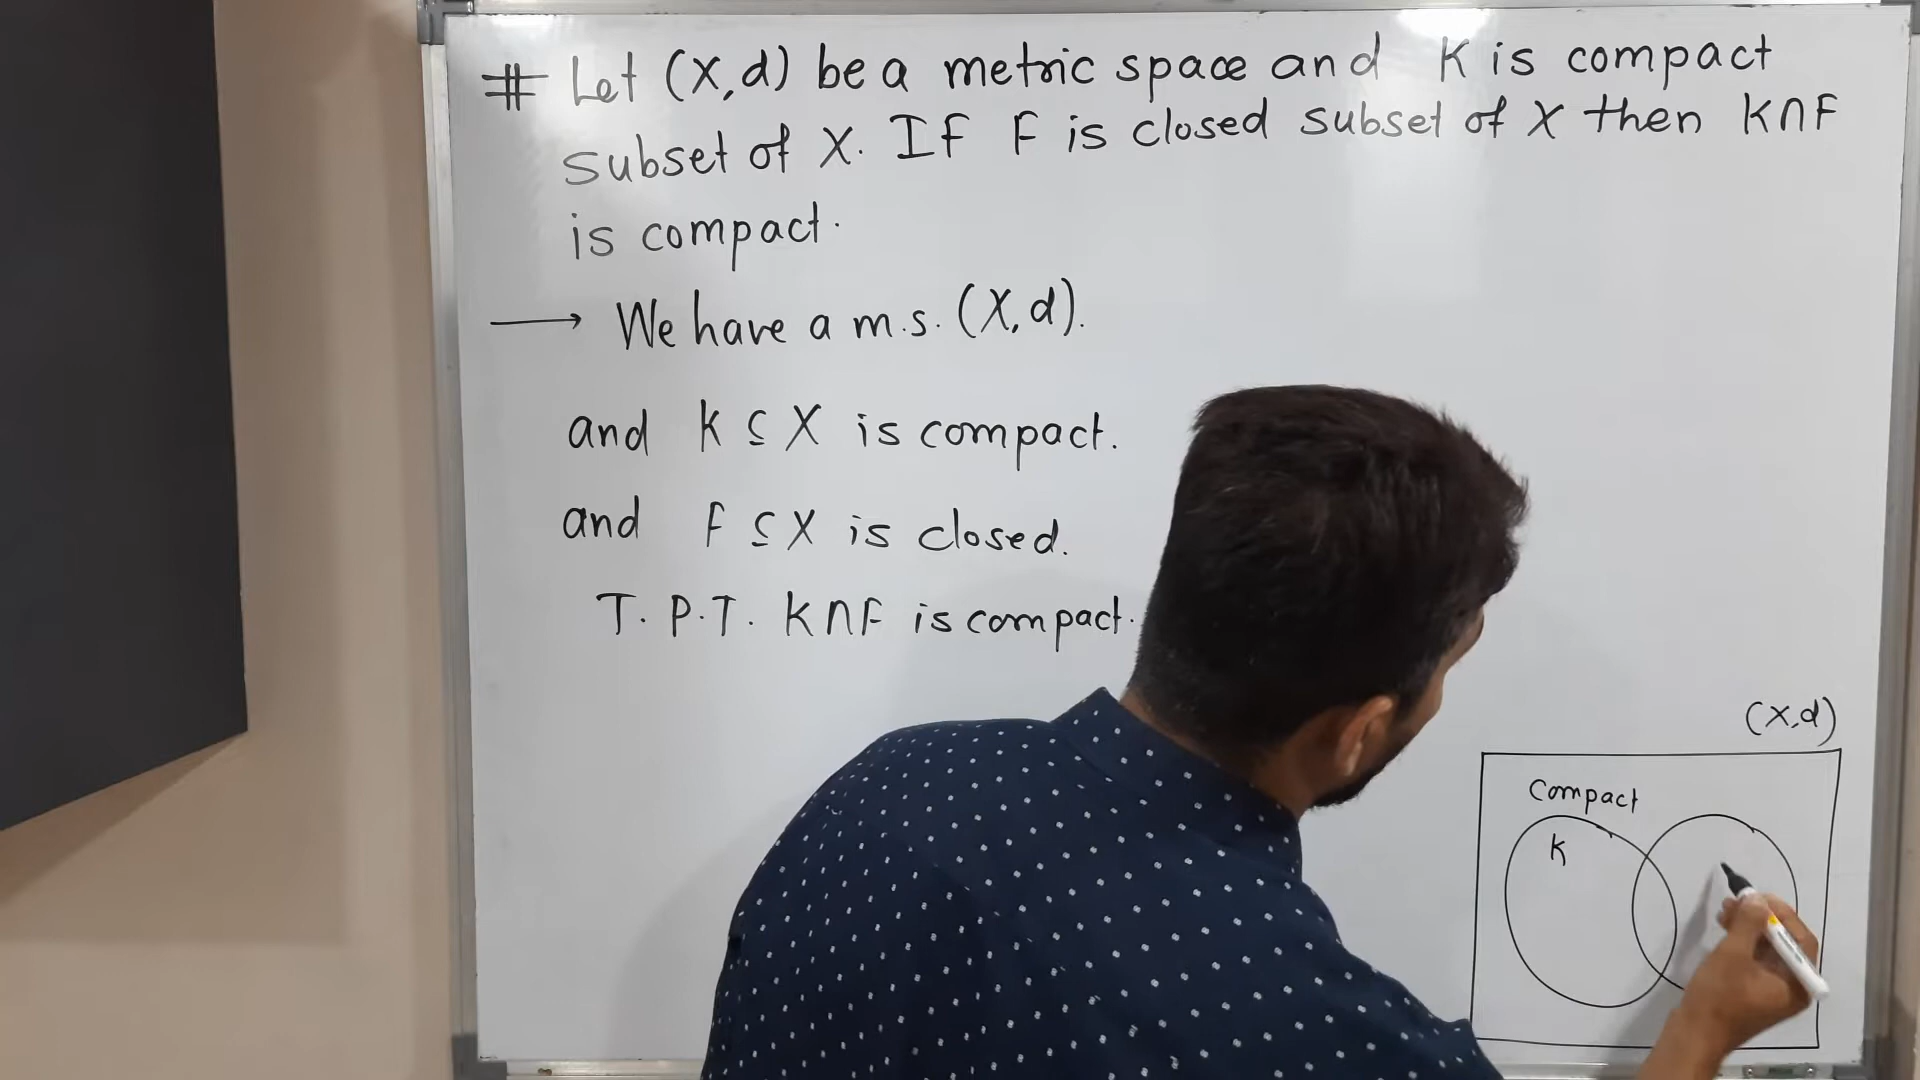 # Let (X,d) be a metric space and K is compact
subset of X. If F is closed subset of X then K∩F
is compact.
⟶ We have a m.s. (X,d).
and K ⊆ X is compact.
and F ⊆ X is closed.
T.P.T. K∩F is compact.
(X,d)
Compact
K